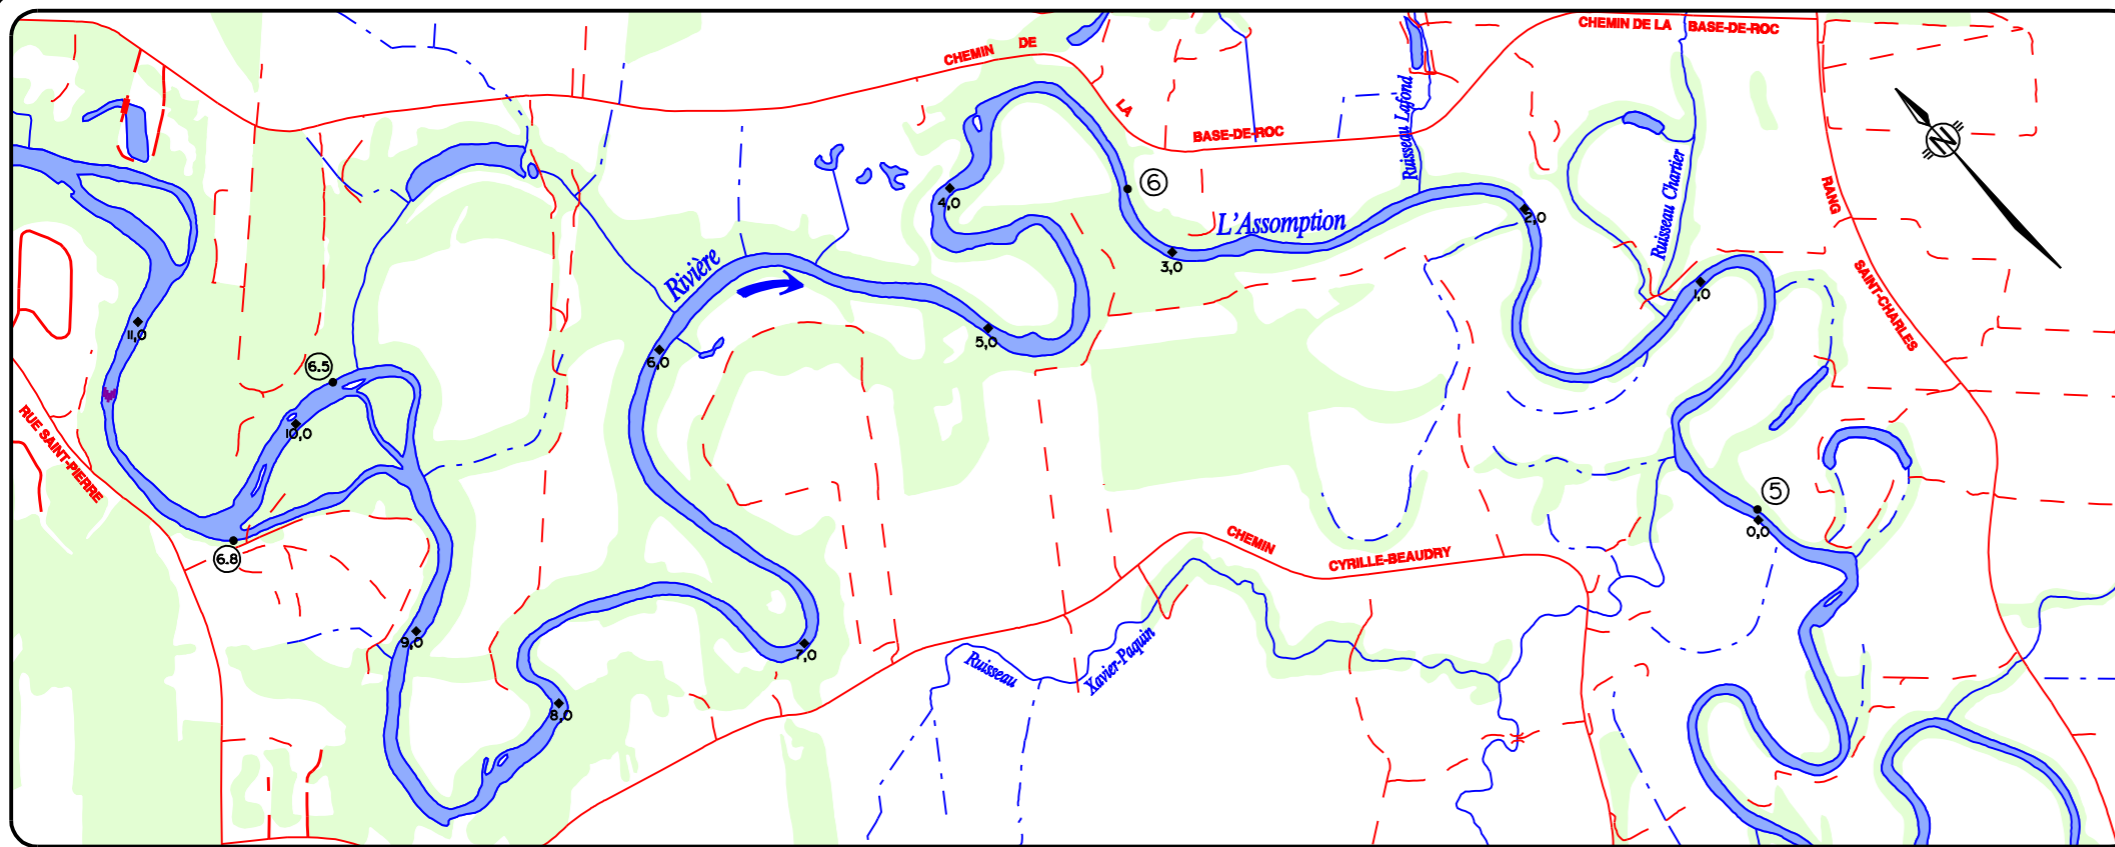 CHEMIN DE LA BASE-DE-ROC
CHEMIN DE
LA
BASE-DE-ROC
Ruisseau Lafond
Ruisseau Chartier
N
RANG
SAINT-CHARLES
4,0
6
L'Assomption
2,0
3,0
Rivière
1,0
11,0
5,0
6,0
6.5
10,0
RUE SAINT-PIERRE
5
0,0
6.8
CHEMIN
CYRILLE-BEAUDRY
9,0
7,0
Ruisseau
Xavier-Paquin
8,0